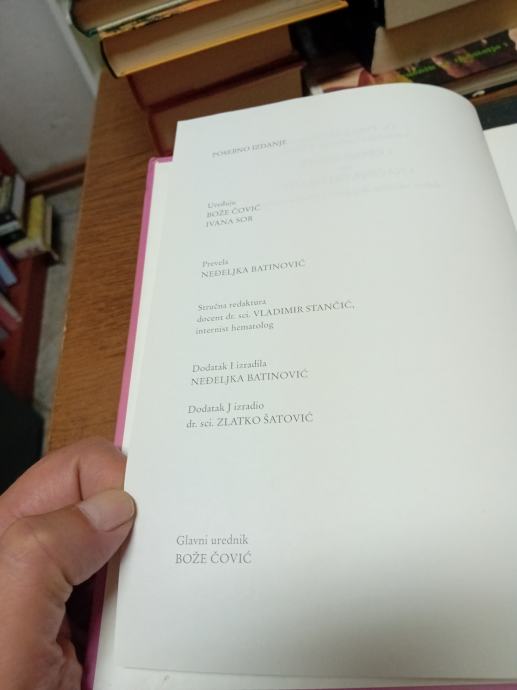 POSEBNO IZDANJE
Uređuju
BOŽE ČOVIĆ
IVANA SOR
Prevela
NEĐELJKA BATINOVIĆ
Stručna redaktura
docent dr. sci. VLADIMIR STANČIĆ,
internist hematolog
Dodatak I izradila
NEĐELJKA BATINOVIĆ
Dodatak J izradio
dr. sci. ZLATKO ŠATOVIĆ
Glavni urednik
BOŽE ČOVIĆ